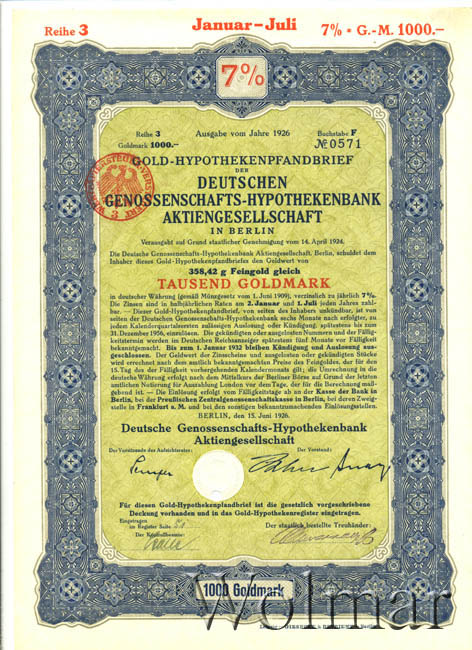 Januar-Juli
Reihe 3
7% • G.-M. 1000.–
7%
Reihe 3 Ausgabe vom Jahre 1926 Buchstabe F
Goldmark 1000.– №0571
GOLD-HYPOTHEKENPFANDBRIEF
DER
DEUTSCHEN
GENOSSENSCHAFTS-HYPOTHEKENBANK
AKTIENGESELLSCHAFT
IN BERLIN
Verausgabt auf Grund staatlicher Genehmigung vom 14. April 1924.
Die Deutsche Genossenschafts-Hypothekenbank Aktiengesellschaft, Berlin, schuldet dem
Inhaber dieses Gold-Hypothekenpfandbriefes den Goldwert von
358,42 g Feingold gleich
TAUSEND GOLDMARK
in deutscher Währung (gemäß Münzgesetz vom 1. Juni 1909), verzinslich zu jährlich 7%.
Die Zinsen sind in halbjährlichen Raten am 2. Januar und 1. Juli jeden Jahres zahl-
bar. — Dieser Gold-Hypothekenpfandbrief, von seiten des Inhabers unkündbar, ist von
seiten der Deutschen Genossenschafts-Hypothekenbank sechs Monate nach erfolgter, zu
jedem Kalenderquartalsersten zulässigen Auslosung oder Kündigung, spätestens bis zum
31. Dezember 1956, einzulösen. Die gekündigten oder ausgelosten Nummern und der Fällig-
keitstermin werden im Deutschen Reichsanzeiger spätestens fünf Monate vor Fälligkeit
bekanntgemacht. Bis zum 1. Januar 1932 bleiben Kündigung und Auslosung aus-
geschlossen. Der Geldwert der Zinsscheine und ausgelosten oder gekündigten Stücke
wird errechnet nach dem amtlich bekanntgemachten Preise des Feingoldes, der für den
15. Tag des der Fälligkeit vorhergehenden Kalendermonats gilt; die Umrechnung in die
deutsche Währung erfolgt nach dem Mittelkurs der Berliner Börse auf Grund der letzten
amtlichen Notierung für Auszahlung London vor dem Tage, der für die Berechnung maß-
gebend ist. — Die Einlösung erfolgt vom Fälligkeitstage ab an der Kasse der Bank in
Berlin, bei der Preußischen Zentralgenossenschaftskasse in Berlin, bei deren Zweig-
stelle in Frankfurt a. M. und bei den sonstigen bekanntzumachenden Einlösungsstellen.
BERLIN, den 15. Juni 1926.
Deutsche Genossenschafts-Hypothekenbank
Aktiengesellschaft
Der Vorsitzende des Aufsichtsrates: Der Vorstand:
Für diesen Gold-Hypothekenpfandbrief ist die gesetzlich vorgeschriebene
Deckung vorhanden und in das Gold-Hypothekenregister eingetragen.
Eingetragen
im Register Seite
Der staatlich bestellte Treuhänder:
Der Kontrollbeamte:
1000 Goldmark
Wolmar